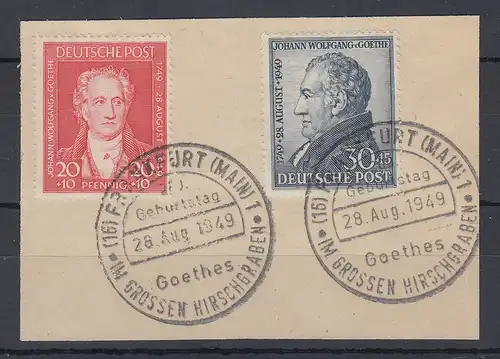 DEUTSCHE POST
JOHANN WOLFGANG V. GOETHE
1749 · 28. AUGUST
20 20
+10 PFENNIG +10
JOHANN WOLFGANG V. GOETHE
1749 · 28. AUGUST · 1949
30+15
DEUTSCHE POST
(16) FRANKFURT (MAIN) 1
Geburtstag
28. Aug. 1949
Goethes
IM GROSSEN HIRSCHGRABEN
(16) FRANKFURT (MAIN) 1
Geburtstag
28. Aug. 1949
Goethes
IM GROSSEN HIRSCHGRABEN